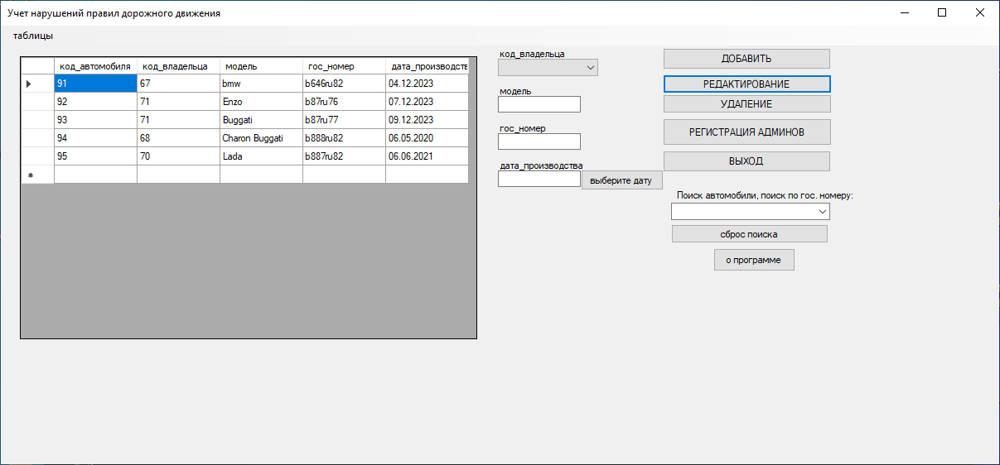 Учет нарушений правил дорожного движения
таблицы
код_автомобиля код_владельца модель гос_номер дата_производств
91 67 bmw b646ru82 04.12.2023
92 71 Enzo b87ru76 07.12.2023
93 71 Buggati b87ru77 09.12.2023
94 68 Charon Buggati b888ru82 06.05.2020
95 70 Lada b887ru82 06.06.2021
код_владельца
модель
гос_номер
дата_производства
выберите дату
ДОБАВИТЬ
РЕДАКТИРОВАНИЕ
УДАЛЕНИЕ
РЕГИСТРАЦИЯ АДМИНОВ
ВЫХОД
Поиск автомобили, поиск по гос. номеру:
сброс поиска
о программе